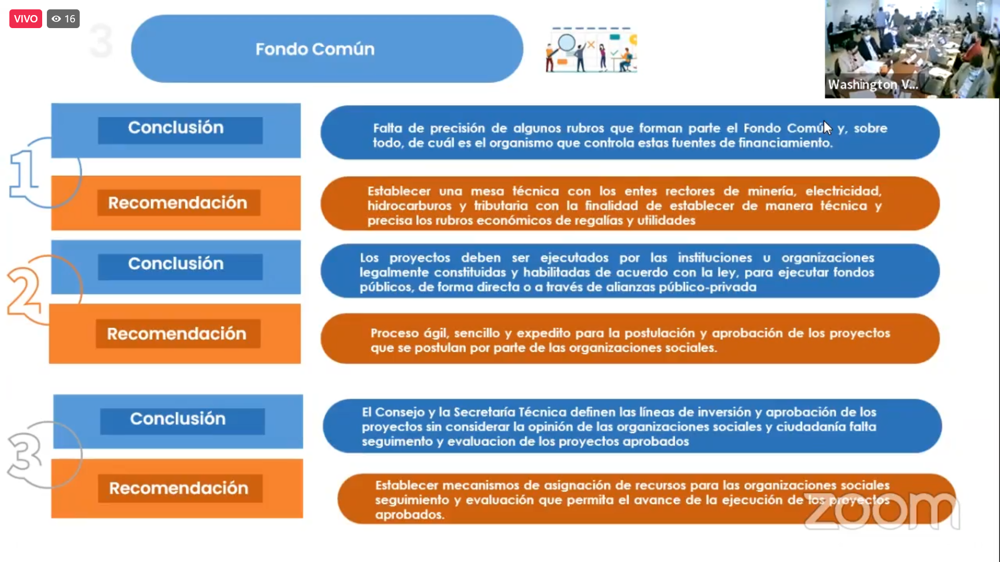 VIVO
16
3
Fondo Común
Washington V...
Conclusión
Falta de precisión de algunos rubros que forman parte el Fondo Común y, sobre
todo, de cuál es el organismo que controla estas fuentes de financiamiento.
1
Recomendación
Establecer una mesa técnica con los entes rectores de minería, electricidad,
hidrocarburos y tributaria con la finalidad de establecer de manera técnica y
precisa los rubros económicos de regalías y utilidades
Conclusión
Los proyectos deben ser ejecutados por las instituciones u organizaciones
legalmente constituidas y habilitadas de acuerdo con la ley, para ejecutar fondos
públicos, de forma directa o a través de alianzas público-privada
2
Recomendación
Proceso ágil, sencillo y expedito para la postulación y aprobación de los proyectos
que se postulan por parte de las organizaciones sociales.
Conclusión
El Consejo y la Secretaría Técnica definen las líneas de inversión y aprobación de los
proyectos sin considerar la opinión de las organizaciones sociales y ciudadanía falta
seguimento y evaluacion de los proyectos aprobados
3
Recomendación
Establecer mecanismos de asignación de recursos para las organizaciones sociales
seguimiento y evaluación que permita el avance de la ejecución de los proyectos
aprobados.
zoom